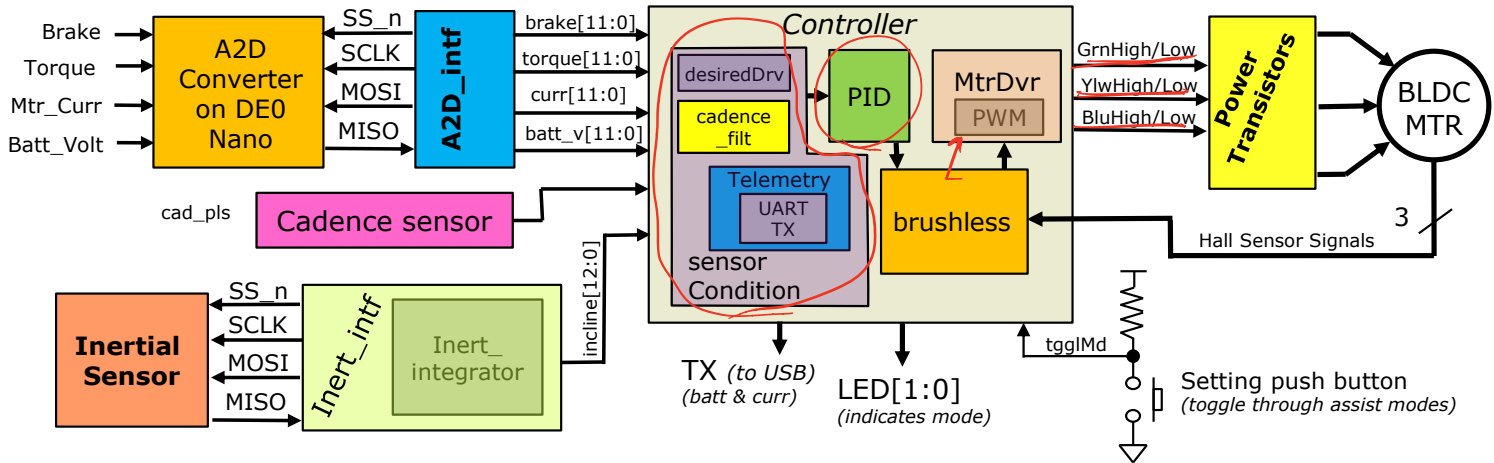 Brake
Torque
Mtr_Curr
Batt_Volt
A2D
Converter
on DE0
Nano
SS_n
SCLK
MOSI
MISO
A2D_intf
brake[11:0]
torque[11:0]
curr[11:0]
batt_v[11:0]
cad_pls
Cadence sensor
Inertial
Sensor
SS_n
SCLK
MOSI
MISO
Inert_intf
Inert_
integrator
incline[12:0]
Controller
desiredDrv
cadence
_filt
Telemetry
UART
TX
sensor
Condition
PID
MtrDvr
PWM
brushless
GrnHigh/Low
YlwHigh/Low
BluHigh/Low
Power
Transistors
BLDC
MTR
3
Hall Sensor Signals
TX (to USB)
(batt & curr)
LED[1:0]
(indicates mode)
tgglMd
Setting push button
(toggle through assist modes)